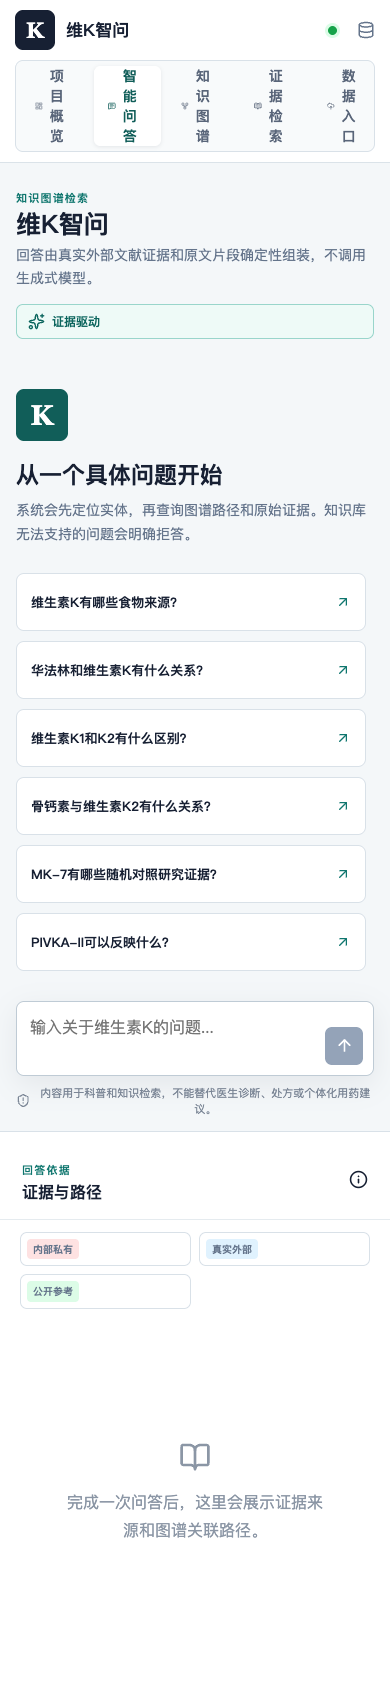 K 维K智问
项目概览
智能问答
知识图谱
证据检索
数据入口
知识图谱检索
维K智问
回答由真实外部文献证据和原文片段确定性组装，不调用
生成式模型。
证据驱动
K
从一个具体问题开始
系统会先定位实体，再查询图谱路径和原始证据。知识库
无法支持的问题会明确拒答。
维生素K有哪些食物来源?
华法林和维生素K有什么关系?
维生素K1和K2有什么区别?
骨钙素与维生素K2有什么关系?
MK-7有哪些随机对照研究证据?
PIVKA-II可以反映什么?
输入关于维生素K的问题...
内容用于科普和知识检索，不能替代医生诊断、处方或个体化用药建
议。
回答依据
证据与路径
内部私有
真实外部
公开参考
完成一次问答后，这里会展示证据来
源和图谱关联路径。